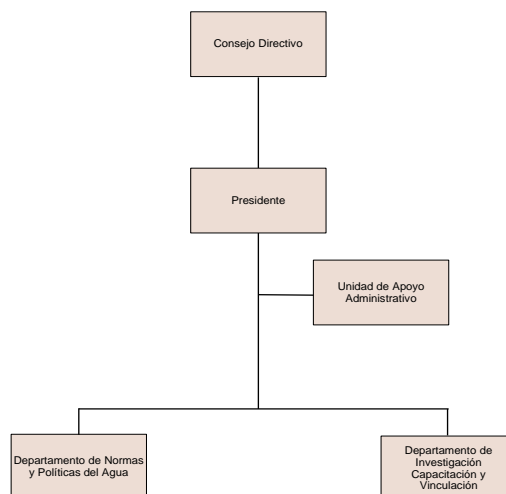 Consejo Directivo
Presidente
Unidad de Apoyo
Administrativo
Departamento de Normas
y Políticas del Agua
Departamento de
Investigación
Capacitación y
Vinculación